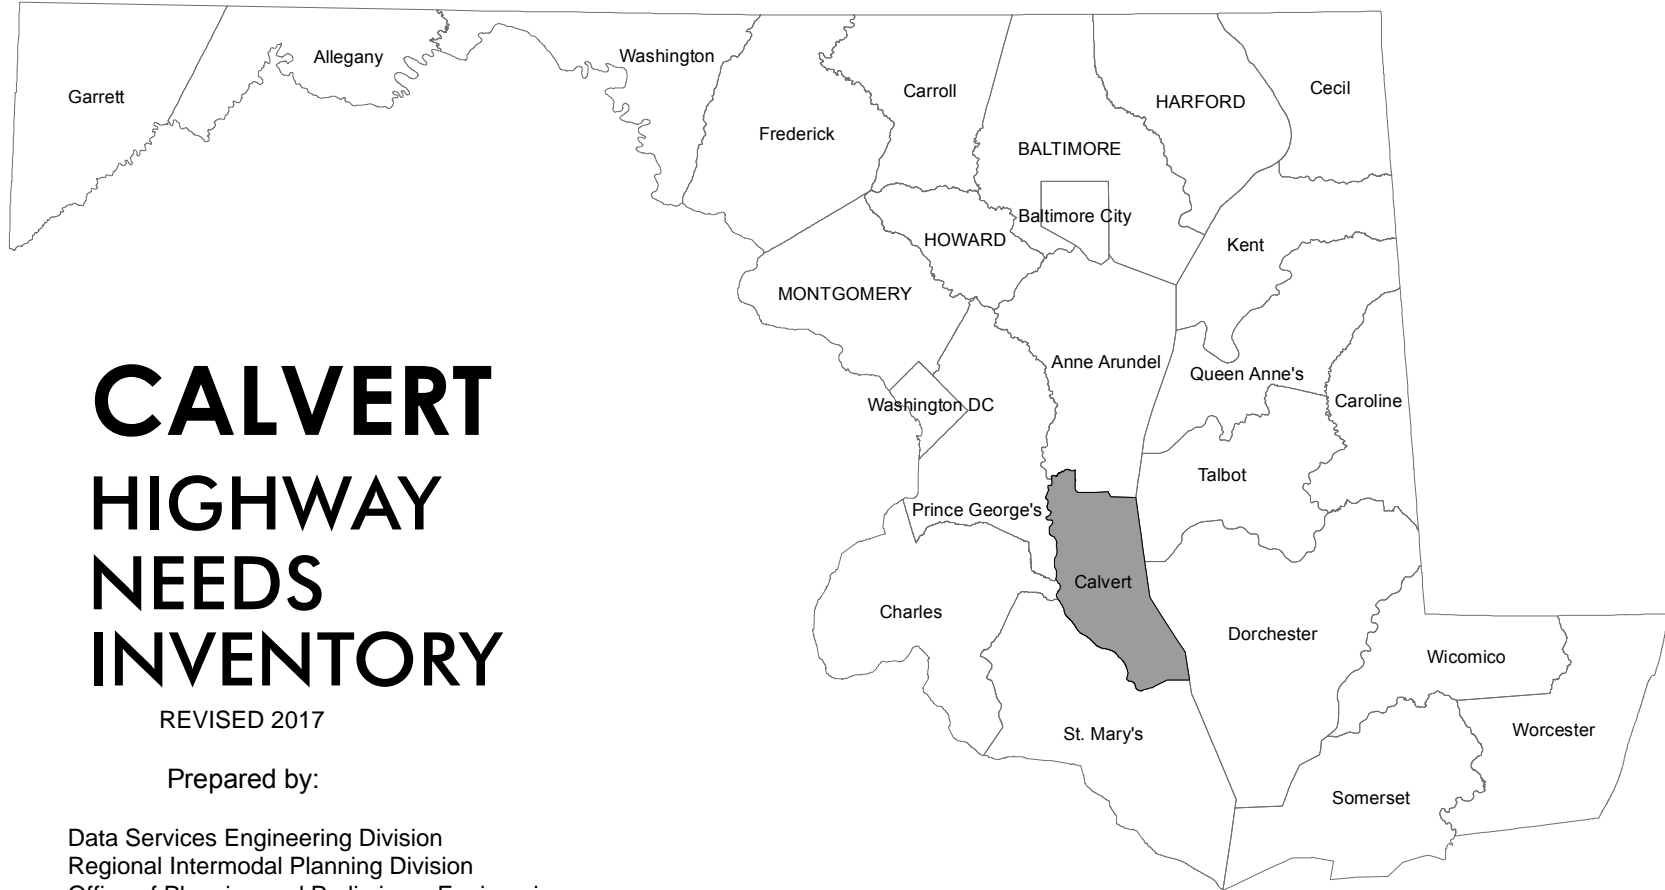 CALVERT
HIGHWAY
NEEDS
INVENTORY
REVISED 2017
Prepared by:
Data Services Engineering Division
Regional Intermodal Planning Division
Garrett
Allegany
Washington
Frederick
Carroll
BALTIMORE
HARFORD
Cecil
Baltimore City
HOWARD
Kent
MONTGOMERY
Anne Arundel
Queen Anne's
Washington DC
Caroline
Talbot
Prince George's
Calvert
Charles
Dorchester
Wicomico
St. Mary's
Worcester
Somerset